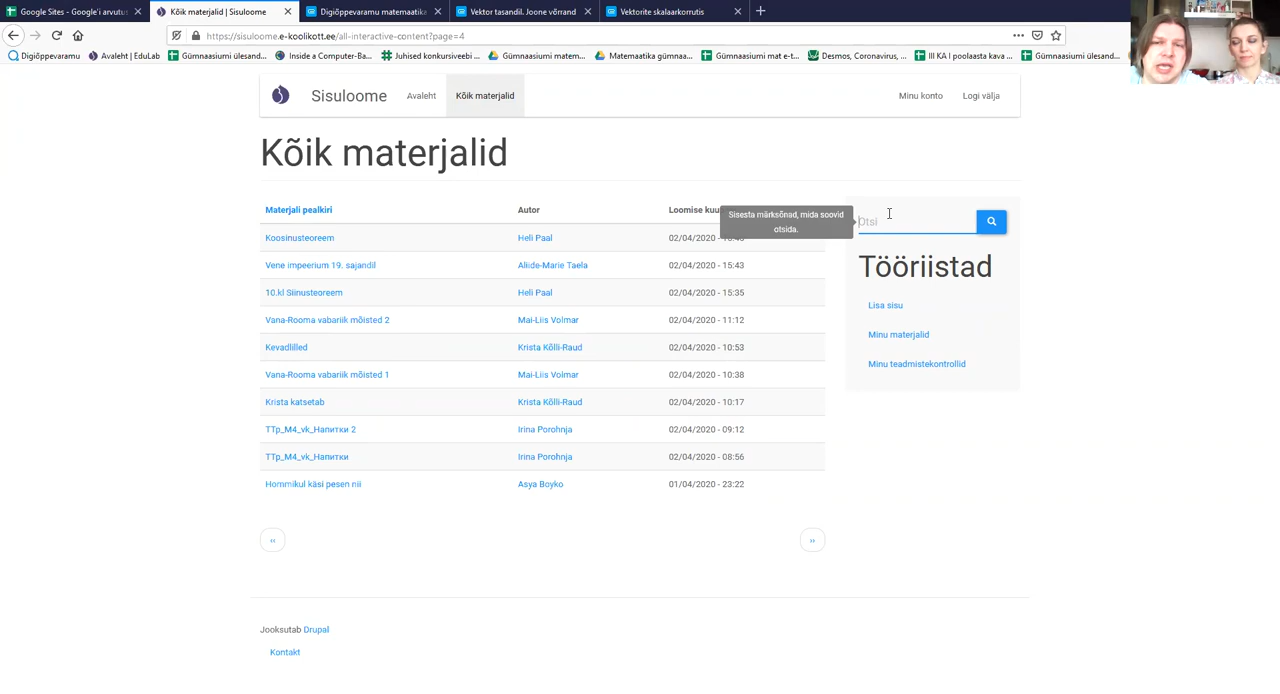 Google Sites - Google'i arvutus
Kõik materjalid | Sisuloome
Digiõppevaramu matemaatika
Vektor tasandil. Joone võrrand
Vektorite skalaarkorrutis
https://sisuloome.e-koolikott.ee/all-interactive-content?page=4
Digiõppevaramu
Avaleht | EduLab
Gümnaasiumi ülesand...
Inside a Computer-Ba...
Juhised konkursiveebr...
Gümnaasiumi matem...
Matemaatika gümnaa...
Gümnaasiumi mat e-t...
Desmos, Coronavirus, ...
III KA I poolaasta kava ...
Gümnaasiumi ülesand...
Sisuloome
Avaleht
Kõik materjalid
Minu konto
Logi välja
Kõik materjalid
Materjali pealkiri
Autor
Loomise kuu
Koosinusteoreem
Heli Paal
Vene impeerium 19. sajandil
Aliide-Marie Taela
02/04/2020 - 15:43
10.kl Siinusteoreem
Heli Paal
02/04/2020 - 15:35
Vana-Rooma vabariik mõisted 2
Mai-Liis Volmar
02/04/2020 - 11:12
Kevadlilled
Krista Kõlli-Raud
02/04/2020 - 10:53
Vana-Rooma vabariik mõisted 1
Mai-Liis Volmar
02/04/2020 - 10:38
Krista katsetab
Krista Kõlli-Raud
02/04/2020 - 10:17
TTp_M4_vk_Напитки 2
Irina Porohnja
02/04/2020 - 09:12
TTp_M4_vk_Напитки
Irina Porohnja
02/04/2020 - 08:56
Hommikul käsi pesen nii
Asya Boyko
01/04/2020 - 23:22
‹‹
››
Sisesta märksõnad, mida soovid
otsida.
Otsi
Tööriistad
Lisa sisu
Minu materjalid
Minu teadmistekontrollid
Jooksutab Drupal
Kontakt